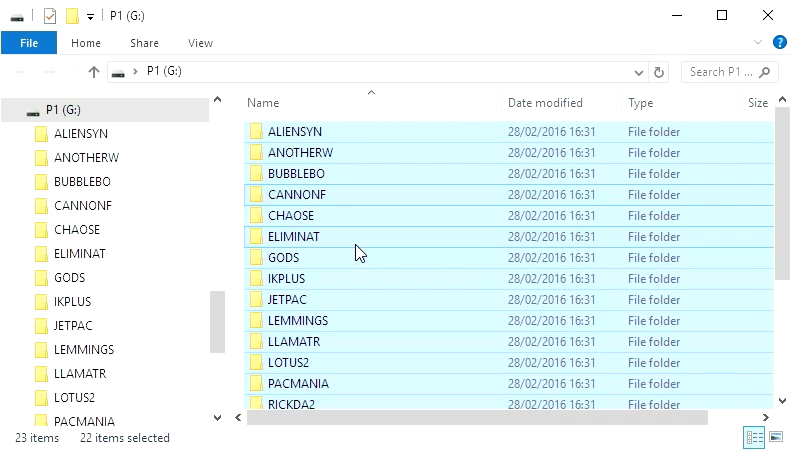 P1 (G:)
File Home Share View
P1 (G:) Search P1 ...
Name Date modified Type Size
P1 (G:)
ALIENSYN
ANOTHERW
BUBBLEBO
CANNONF
CHAOSE
ELIMINAT
GODS
IKPLUS
JETPAC
LEMMINGS
LLAMATR
LOTUS2
PACMANIA
ALIENSYN 28/02/2016 16:31 File folder
ANOTHERW 28/02/2016 16:31 File folder
BUBBLEBO 28/02/2016 16:31 File folder
CANNONF 28/02/2016 16:31 File folder
CHAOSE 28/02/2016 16:31 File folder
ELIMINAT 28/02/2016 16:31 File folder
GODS 28/02/2016 16:31 File folder
IKPLUS 28/02/2016 16:31 File folder
JETPAC 28/02/2016 16:31 File folder
LEMMINGS 28/02/2016 16:31 File folder
LLAMATR 28/02/2016 16:31 File folder
LOTUS2 28/02/2016 16:31 File folder
PACMANIA 28/02/2016 16:31 File folder
RICKDA2 28/02/2016 16:31 File folder
23 items 22 items selected